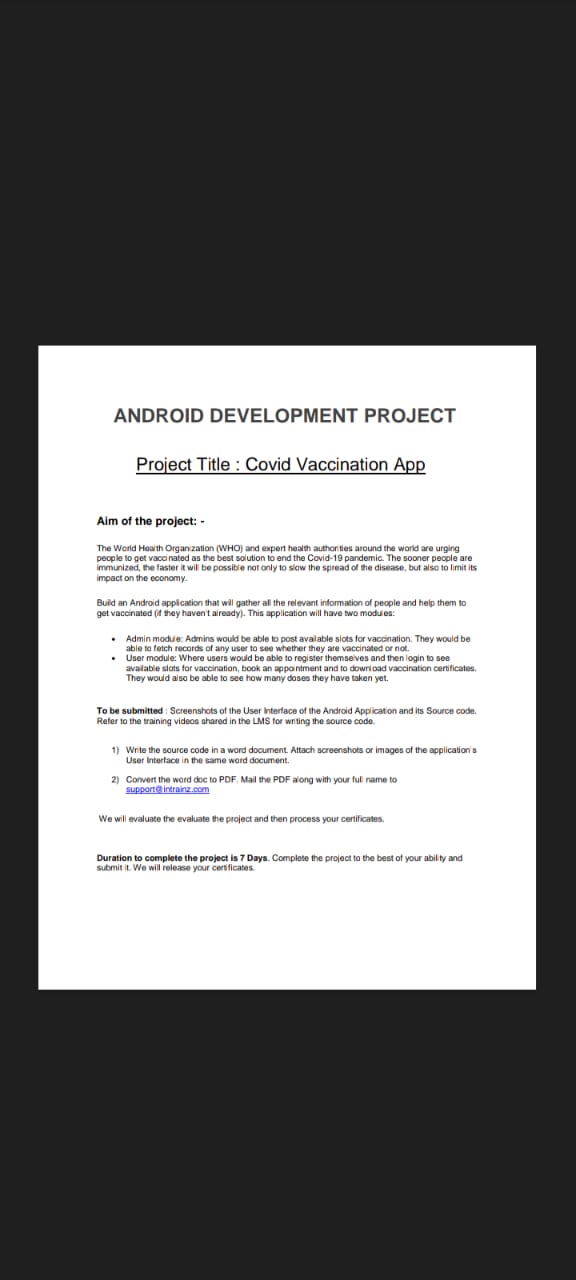 ANDROID DEVELOPMENT PROJECT
Project Title : Covid Vaccination App
Aim of the project: -
The World Health Organization (WHO) and expert health authorities around the world are urging
people to get vaccinated as the best solution to end the Covid-19 pandemic. The sooner people are
immunized, the faster it will be possible not only to slow the spread of the disease, but also to limit its
impact on the economy.
Build an Android application that will gather all the relevant information of people and help them to
get vaccinated (if they haven't already). This application will have two modules:
• Admin module: Admins would be able to post available slots for vaccination. They would be
able to fetch records of any user to see whether they are vaccinated or not.
• User module: Where users would be able to register themselves and then login to see
available slots for vaccination, book an appointment and to download vaccination certificates.
They would also be able to see how many doses they have taken yet.
To be submitted : Screenshots of the User Interface of the Android Application and its Source code.
Refer to the training videos shared in the LMS for writing the source code.
1) Write the source code in a word document. Attach screenshots or images of the application's
User Interface in the same word document.
2) Convert the word doc to PDF. Mail the PDF along with your full name to
support@intrainz.com
We will evaluate the evaluate the project and then process your certificates.
Duration to complete the project is 7 Days. Complete the project to the best of your ability and
submit it. We will release your certificates.